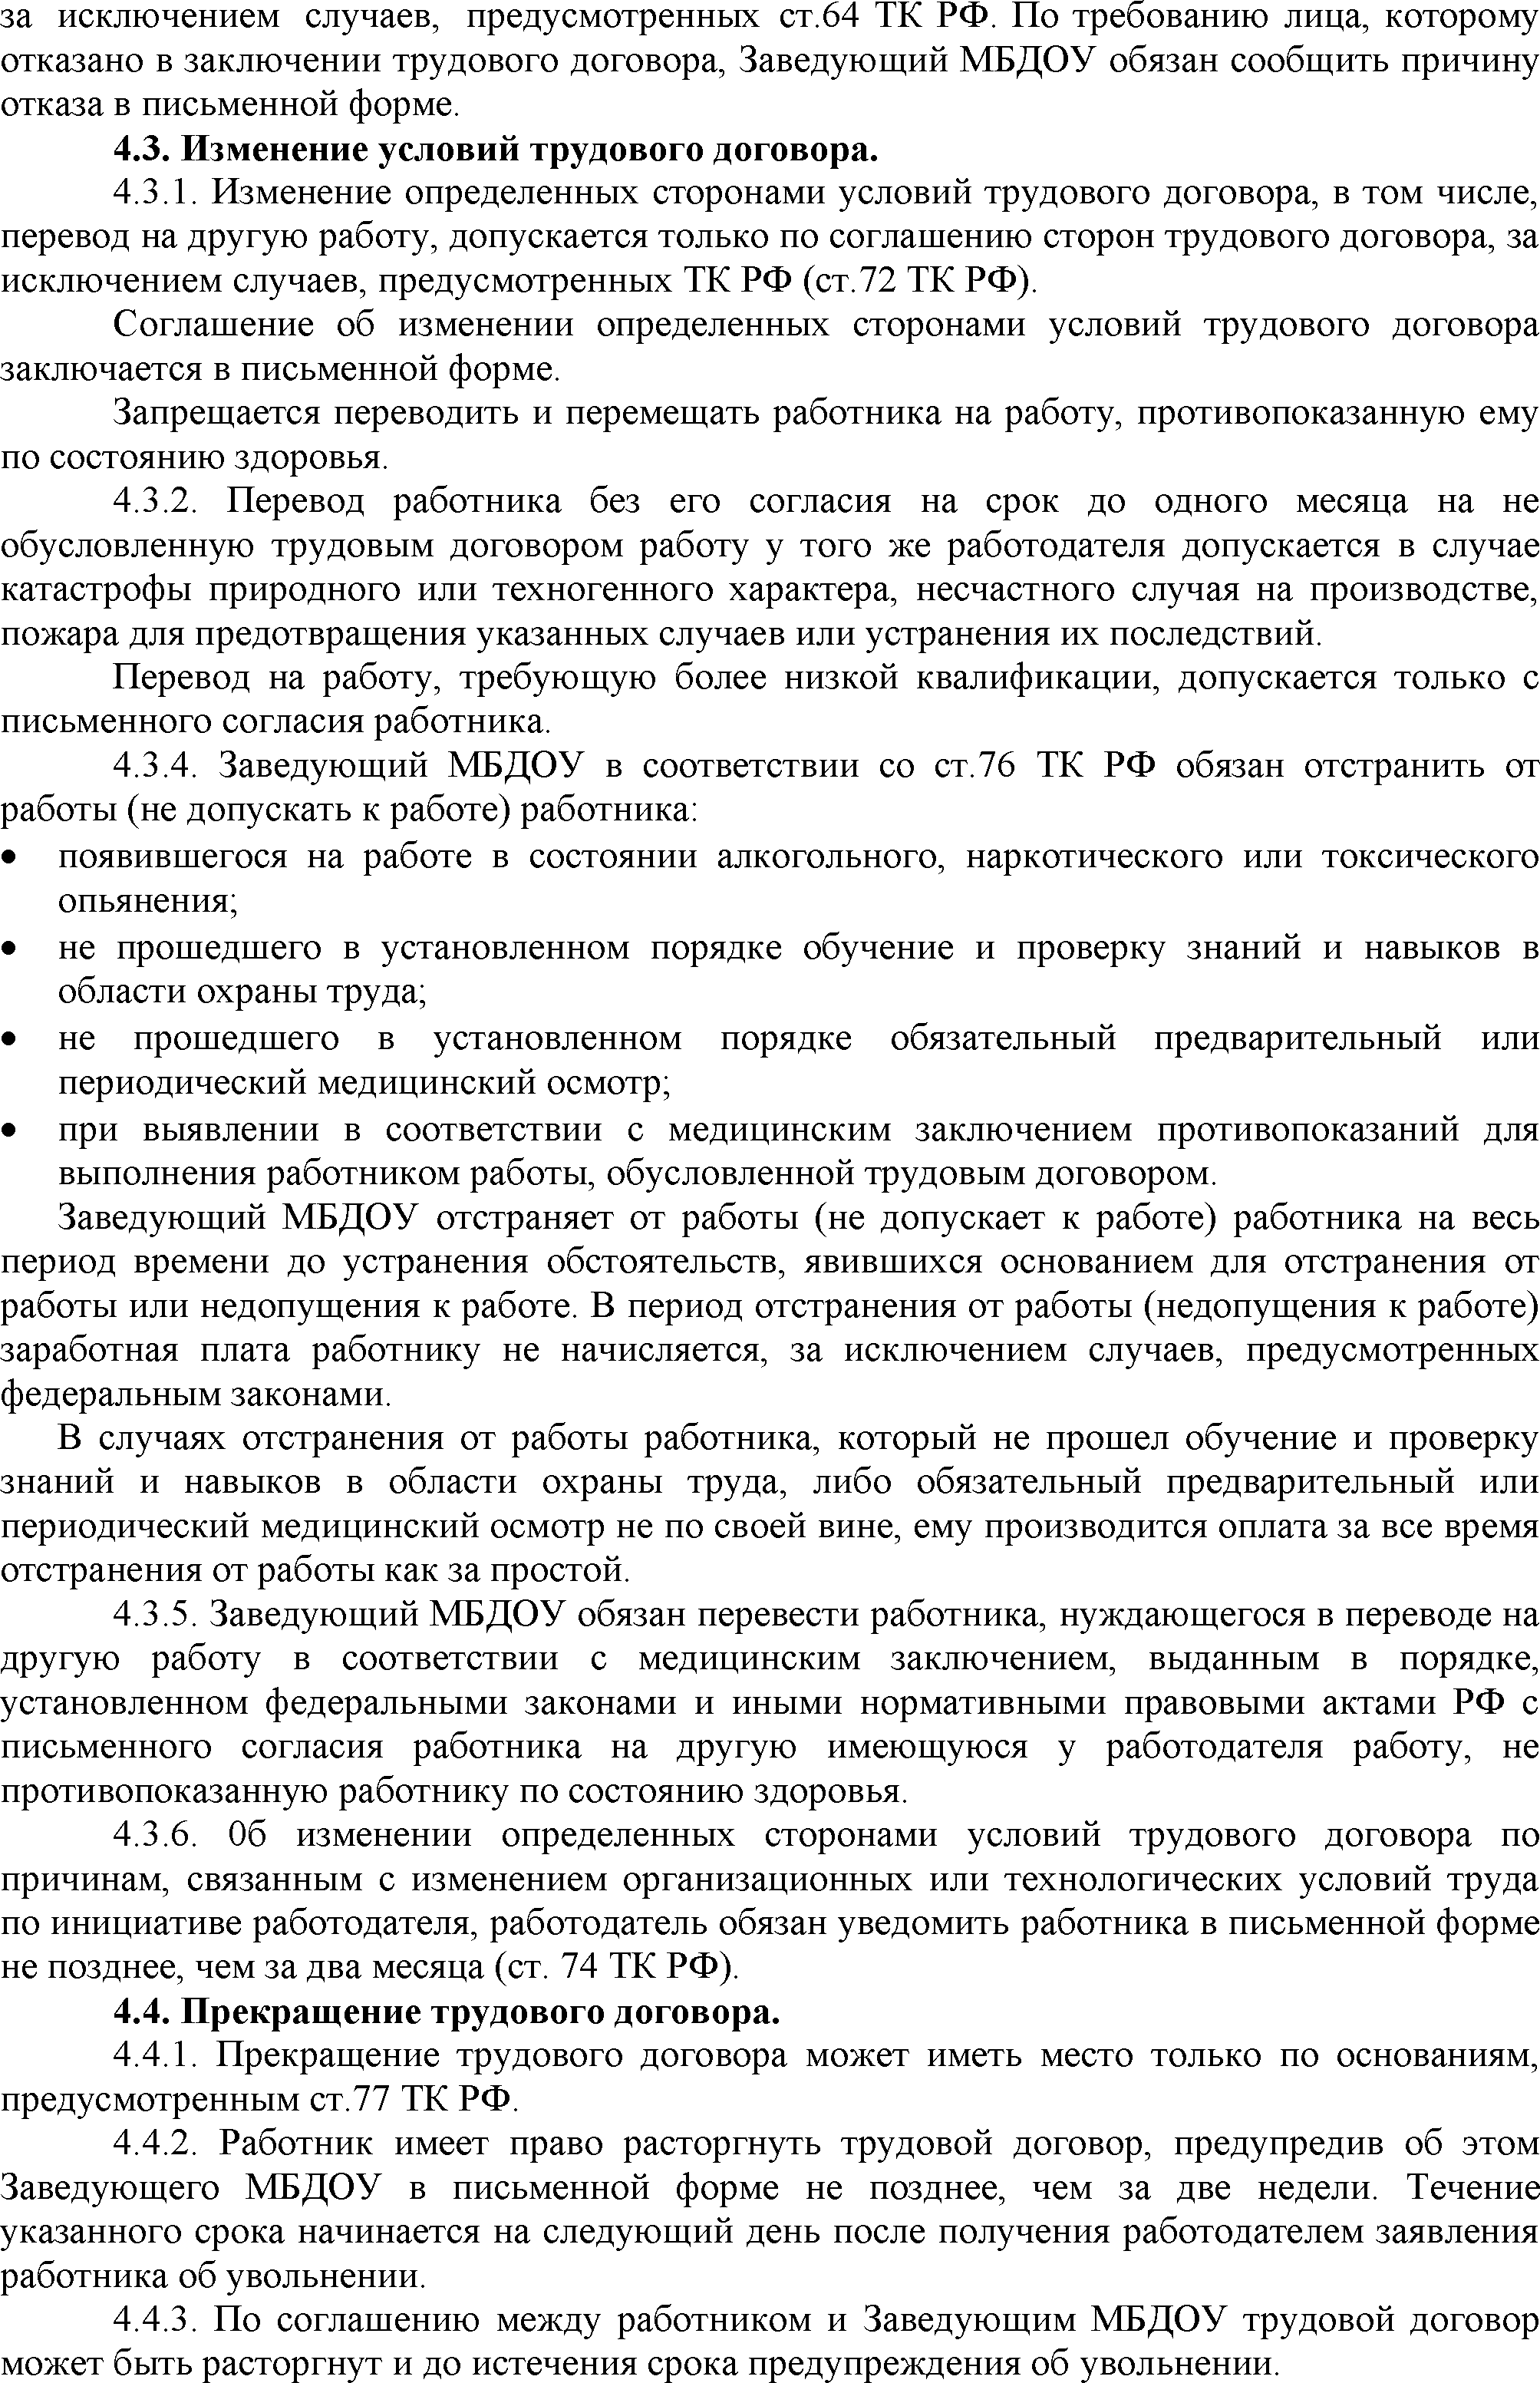 за исключением случаев, предусмотренных ст.64 ТК РФ. По требованию лица, которому
отказано в заключении трудового договора, Заведующий МБДОУ обязан сообщить причину
отказа в письменной форме.
4.3. Изменение условий трудового договора.
4.3.1. Изменение определенных сторонами условий трудового договора, в том числе,
перевод на другую работу, допускается только по соглашению сторон трудового договора, за
исключением случаев, предусмотренных ТК РФ (ст.72 ТК РФ).
Соглашение об изменении определенных сторонами условий трудового договора
заключается в письменной форме.
Запрещается переводить и перемещать работника на работу, противопоказанную ему
по состоянию здоровья.
4.3.2. Перевод работника без его согласия на срок до одного месяца на не
обусловленную трудовым договором работу у того же работодателя допускается в случае
катастрофы природного или техногенного характера, несчастного случая на производстве,
пожара для предотвращения указанных случаев или устранения их последствий.
Перевод на работу, требующую более низкой квалификации, допускается только с
письменного согласия работника.
4.3.4. Заведующий МБДОУ в соответствии со ст.76 ТК РФ обязан отстранить от
работы (не допускать к работе) работника:
• появившегося на работе в состоянии алкогольного, наркотического или токсического
опьянения;
• не прошедшего в установленном порядке обучение и проверку знаний и навыков в
области охраны труда;
• не прошедшего в установленном порядке обязательный предварительный или
периодический медицинский осмотр;
• при выявлении в соответствии с медицинским заключением противопоказаний для
выполнения работником работы, обусловленной трудовым договором.
Заведующий МБДОУ отстраняет от работы (не допускает к работе) работника на весь
период времени до устранения обстоятельств, явившихся основанием для отстранения от
работы или недопущения к работе. В период отстранения от работы (недопущения к работе)
заработная плата работнику не начисляется, за исключением случаев, предусмотренных
федеральным законами.
В случаях отстранения от работы работника, который не прошел обучение и проверку
знаний и навыков в области охраны труда, либо обязательный предварительный или
периодический медицинский осмотр не по своей вине, ему производится оплата за все время
отстранения от работы как за простой.
4.3.5. Заведующий МБДОУ обязан перевести работника, нуждающегося в переводе на
другую работу в соответствии с медицинским заключением, выданным в порядке,
установленном федеральными законами и иными нормативными правовыми актами РФ с
письменного согласия работника на другую имеющуюся у работодателя работу, не
противопоказанную работнику по состоянию здоровья.
4.3.6. Об изменении определенных сторонами условий трудового договора по
причинам, связанным с изменением организационных или технологических условий труда
по инициативе работодателя, работодатель обязан уведомить работника в письменной форме
не позднее, чем за два месяца (ст. 74 ТК РФ).
4.4. Прекращение трудового договора.
4.4.1. Прекращение трудового договора может иметь место только по основаниям,
предусмотренным ст.77 ТК РФ.
4.4.2. Работник имеет право расторгнуть трудовой договор, предупредив об этом
Заведующего МБДОУ в письменной форме не позднее, чем за две недели. Течение
указанного срока начинается на следующий день после получения работодателем заявления
работника об увольнении.
4.4.3. По соглашению между работником и Заведующим МБДОУ трудовой договор
может быть расторгнут и до истечения срока предупреждения об увольнении.